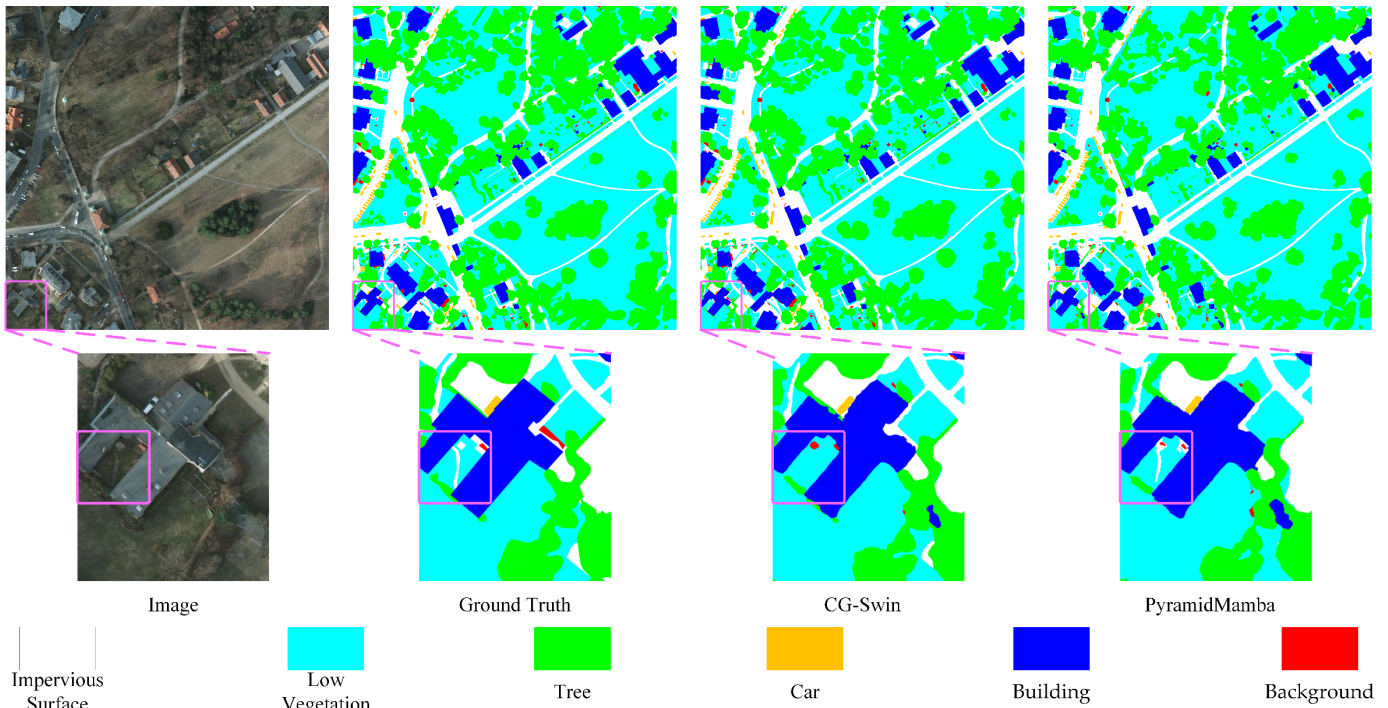 Image
Ground Truth
CG-Swin
PyramidMamba
Impervious
Surface
Low
Vegetation
Tree
Car
Building
Background